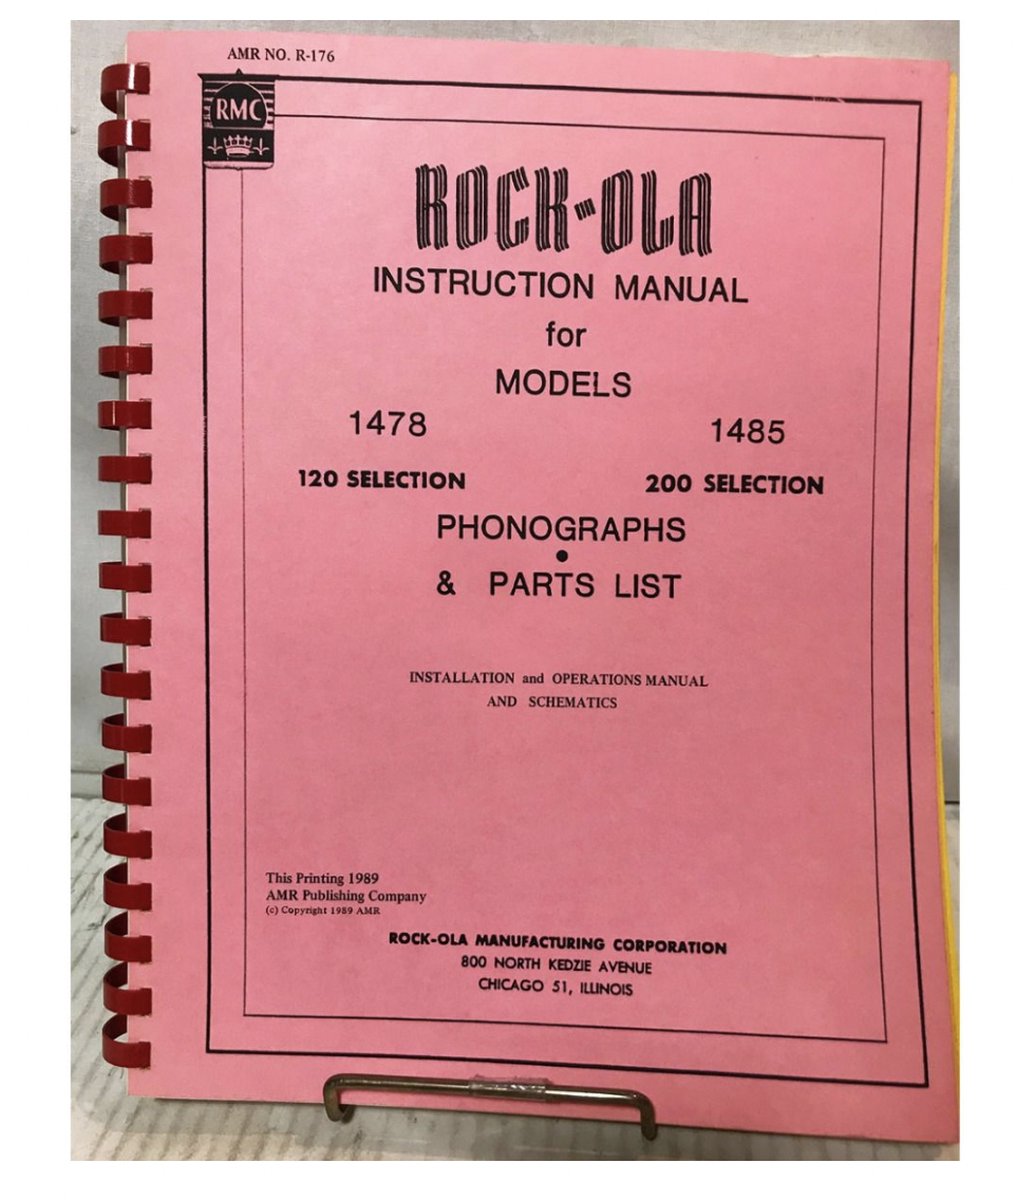 AMR NO. R-176
RMC
ROCK-OLA
INSTRUCTION MANUAL
for
MODELS
1478 1485
120 SELECTION 200 SELECTION
PHONOGRAPHS
•
& PARTS LIST
INSTALLATION and OPERATIONS MANUAL
AND SCHEMATICS
This Printing 1989
AMR Publishing Company
(c) Copyright 1989 AMR
ROCK-OLA MANUFACTURING CORPORATION
800 NORTH KEDZIE AVENUE
CHICAGO 51, ILLINOIS